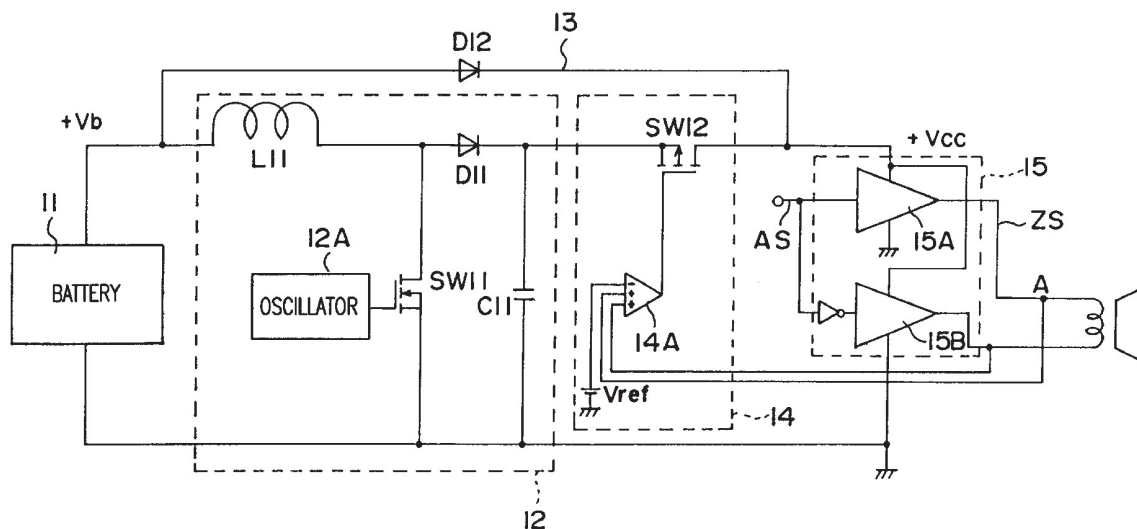 13
D12
+Vb
SW12
+Vcc
L11
D11
15
11
AS
15A
ZS
12A
BATTERY
OSCILLATOR
SW11
C11
-
+
+
14A
A
15B
Vref
14
12